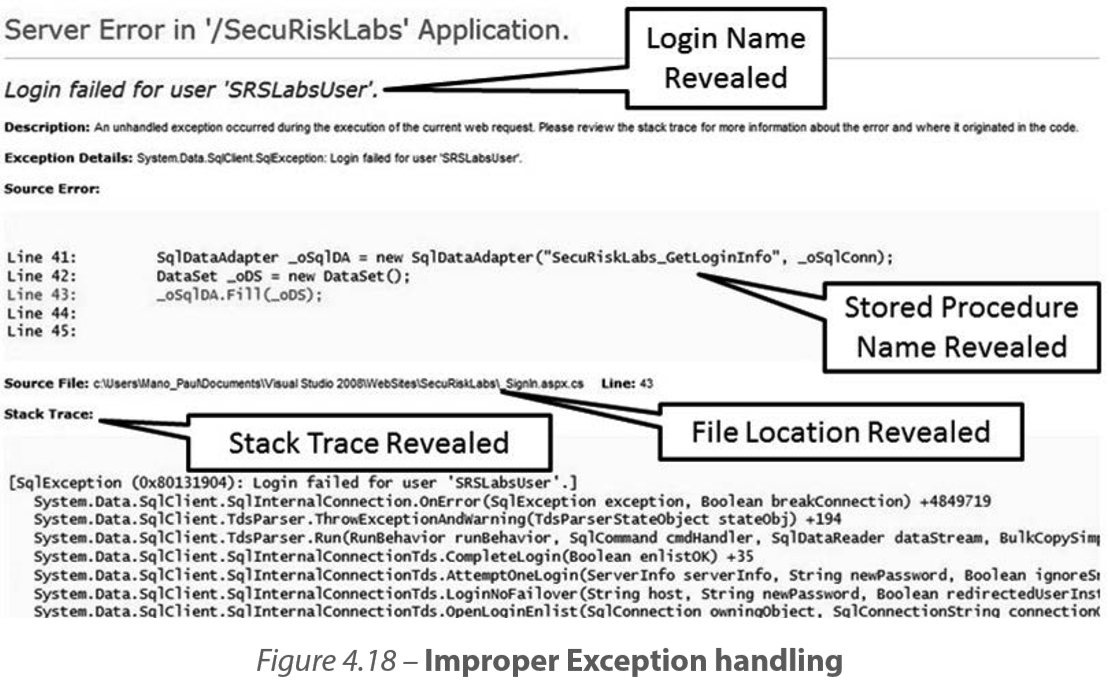 Server Error in '/SecuRiskLabs' Application.
Login Name
Revealed
Login failed for user 'SRSLabsUser'.
Description: An unhandled exception occurred during the execution of the current web request. Please review the stack trace for more information about the error and where it originated in the code.
Exception Details: System.Data.SqlClient.SqlException: Login failed for user 'SRSLabsUser'.
Source Error:
Line 41: SqlDataAdapter _oSqlDA = new SqlDataAdapter("SecuRiskLabs_GetLoginInfo", _oSqlConn);
Line 42: DataSet _oDS = new DataSet();
Line 43: _oSqlDA.Fill(_oDS);
Line 44:
Line 45:
Stored Procedure
Name Revealed
Source File: c:\Users\Mano_Paul\Documents\Visual Studio 2008\WebSites\SecuRiskLabs\_SignIn.aspx.cs Line: 43
Stack Trace:
Stack Trace Revealed
File Location Revealed
[SqlException (0x80131904): Login failed for user 'SRSLabsUser'.]
System.Data.SqlClient.SqlInternalConnection.OnError(SqlException exception, Boolean breakConnection) +4849719
System.Data.SqlClient.TdsParser.ThrowExceptionAndWarning(TdsParserStateObject stateObj) +194
System.Data.SqlClient.TdsParser.Run(RunBehavior runBehavior, SqlCommand cmdHandler, SqlDataReader dataStream, BulkCopySimp
System.Data.SqlClient.SqlInternalConnectionTds.CompleteLogin(Boolean enlistOK) +35
System.Data.SqlClient.SqlInternalConnectionTds.AttemptOneLogin(ServerInfo serverInfo, String newPassword, Boolean ignoreSn
System.Data.SqlClient.SqlInternalConnectionTds.LoginNoFailover(String host, String newPassword, Boolean redirectedUserInst
System.Data.SqlClient.SqlInternalConnectionTds.OpenLoginEnlist(SqlConnection owningObject, SqlConnectionString connectionO
Figure 4.18 – Improper Exception handling